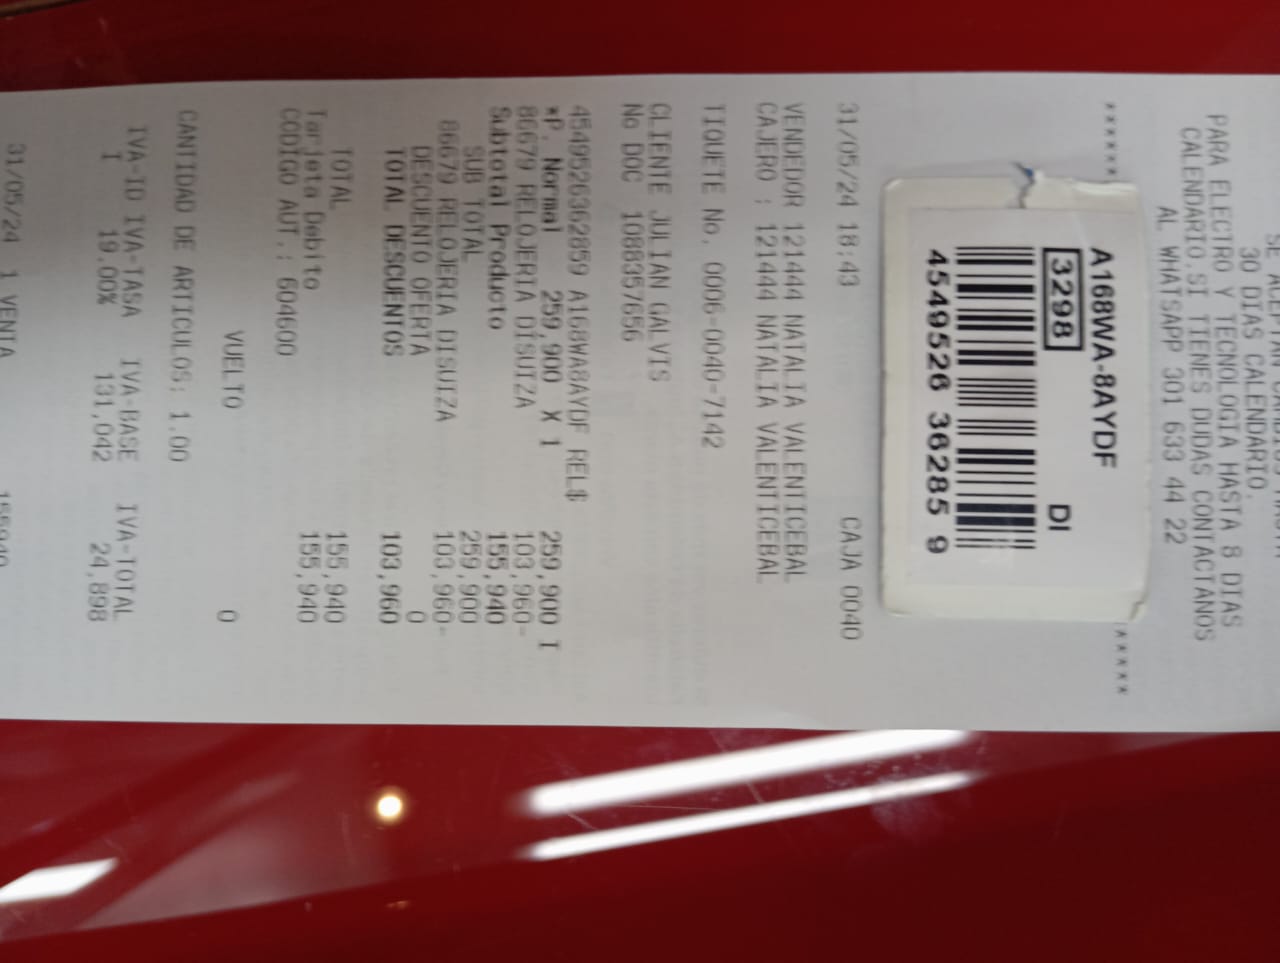 30 DIAS CALENDARIO.
PARA ELECTRO Y TECNOLOGIA HASTA 8 DIAS
CALENDARIO.SI TIENES DUDAS CONTACTANOS
AL WHATSAPP 301 633 44 22
A168WA-8AYDF
3298 DI
4549526 36285 9
31/05/24 18:43 CAJA 0040
VENDEDOR 121444 NATALIA VALENTICEBAL
CAJERO : 121444 NATALIA VALENTICEBAL
TIQUETE No. 0006-0040-7142
CLIENTE JULIAN GALVIS
No DOC 1088357656
4549526362859 A168WA8AYDF REL$
*P. Normal 259,900 X 1 259,900 I
86679 RELOJERIA DISUIZA 103,960-
Subtotal Producto 155,940
SUB TOTAL 259,900
86679 RELOJERIA DISUIZA 103,960-
DESCUENTO OFERTA 0
TOTAL DESCUENTOS 103,960
TOTAL 155,940
Tarjeta Debito 155,940
CODIGO AUT.: 604600
VUELTO 0
CANTIDAD DE ARTICULOS: 1.00
IVA-ID IVA-TASA IVA-BASE IVA-TOTAL
I 19.00% 131,042 24,898
31/05/24 1 VENTA